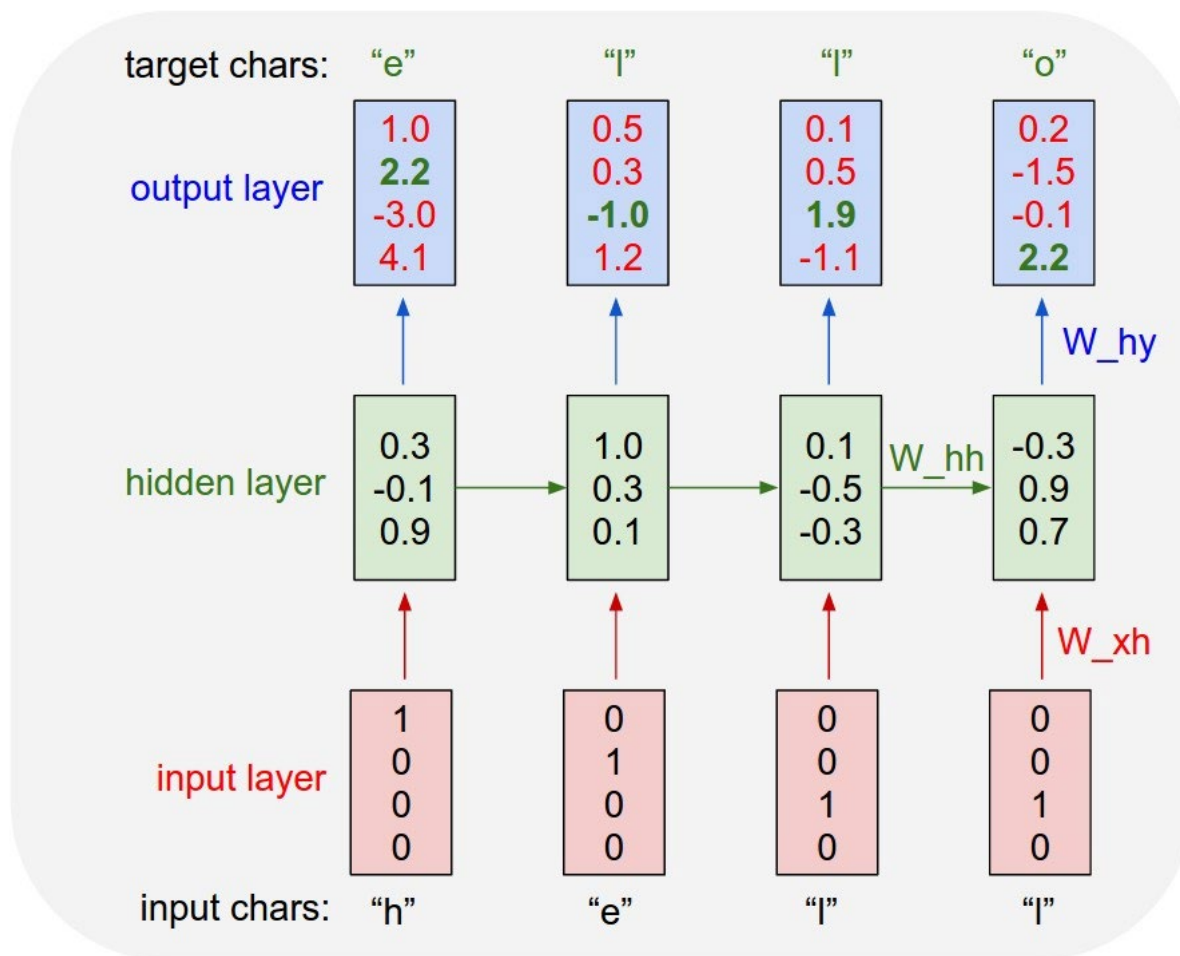 target chars: “e” “l” “l” “o”
1.0 0.5 0.1 0.2
2.2 0.3 0.5 -1.5
output layer
-3.0 -1.0 1.9 -0.1
4.1 1.2 -1.1 2.2
W_hy
0.3 1.0 0.1 -0.3
W_hh
hidden layer
-0.1 0.3 -0.5 0.9
0.9 0.1 -0.3 0.7
W_xh
1 0 0 0
0 1 0 0
input layer
0 0 1 1
0 0 0 0
input chars: “h” “e” “l” “l”